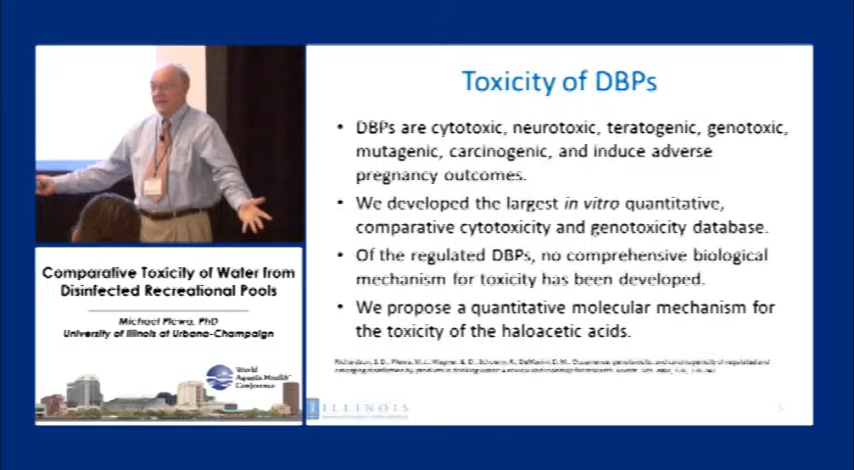 Toxicity of DBPs
• DBPs are cytotoxic, neurotoxic, teratogenic, genotoxic,
mutagenic, carcinogenic, and induce adverse
pregnancy outcomes.
• We developed the largest in vitro quantitative,
comparative cytotoxicity and genotoxicity database.
• Of the regulated DBPs, no comprehensive biological
mechanism for toxicity has been developed.
• We propose a quantitative molecular mechanism for
the toxicity of the haloacetic acids.
ILLINOIS
Comparative Toxicity of Water from
Disinfected Recreational Pools
Michael Plewa, PhD
University of Illinois at Urbana-Champaign
World
Aquatic Health
Conference